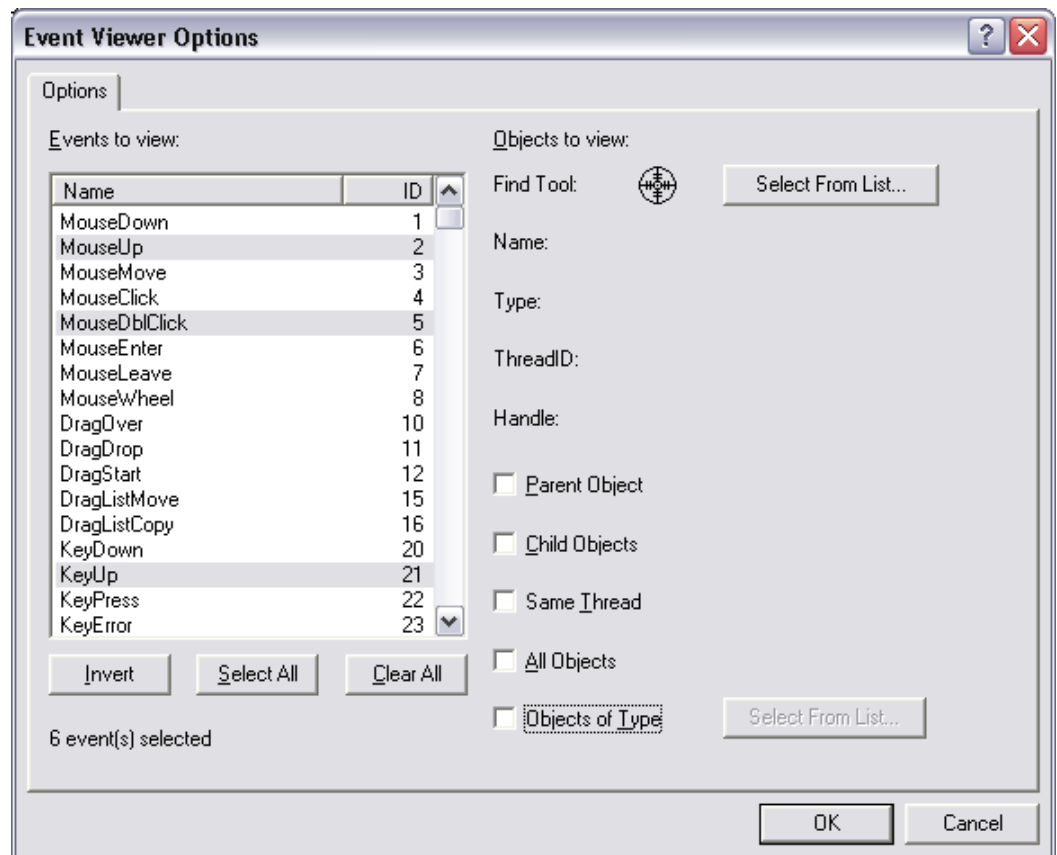 Event Viewer Options
Options
Events to view:
Name ID
MouseDown 1
MouseUp 2
MouseMove 3
MouseClick 4
MouseDblClick 5
MouseEnter 6
MouseLeave 7
MouseWheel 8
DragOver 10
DragDrop 11
DragStart 12
DragListMove 15
DragListCopy 16
KeyDown 20
KeyUp 21
KeyPress 22
KeyError 23
Invert Select All Clear All
6 event(s) selected
Objects to view:
Find Tool: Select From List...
Name:
Type:
ThreadID:
Handle:
Parent Object
Child Objects
Same Thread
All Objects
Objects of Type Select From List...
OK Cancel